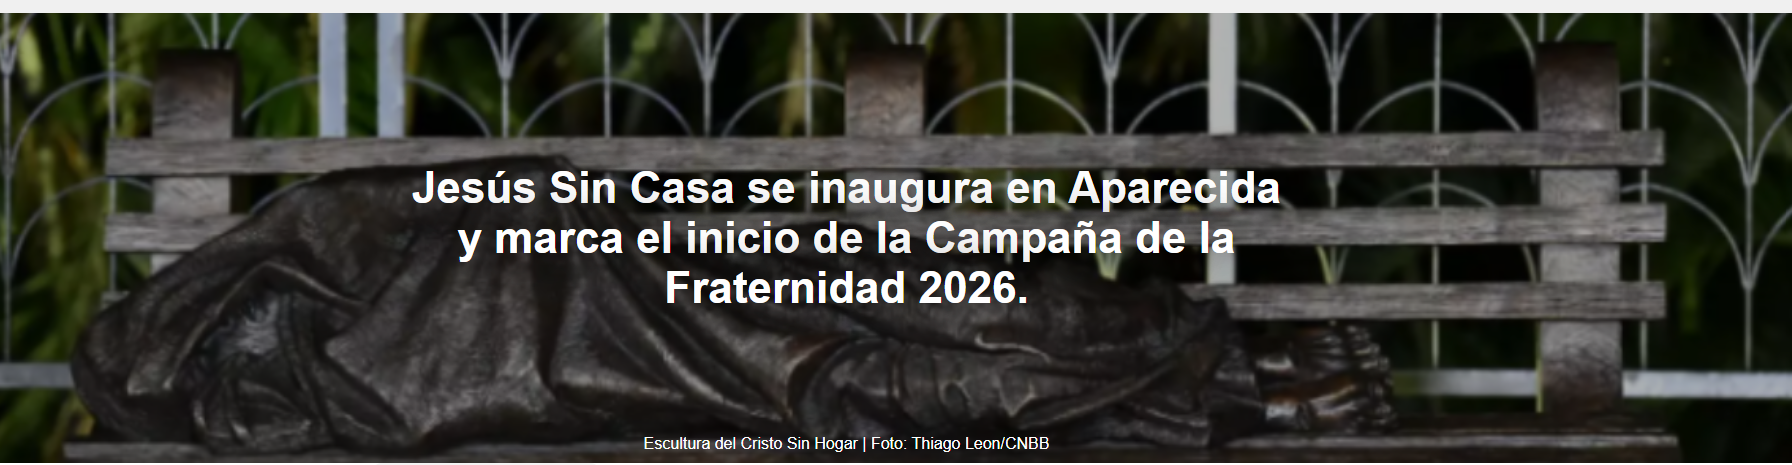 Jesús Sin Casa se inaugura en Aparecida
y marca el inicio de la Campaña de la
Fraternidad 2026.
Escultura del Cristo Sin Hogar | Foto: Thiago Leon/CNBB